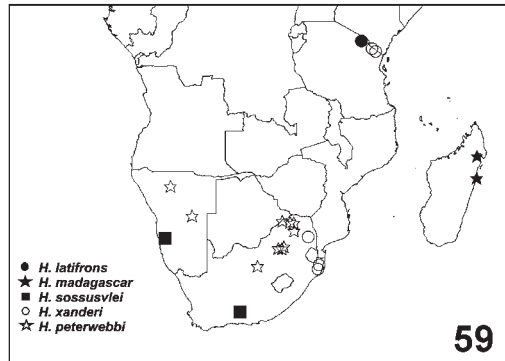 H. latifrons
H. madagascar
H. sossusvlei
H. xanderi
H. peterwebbi
59